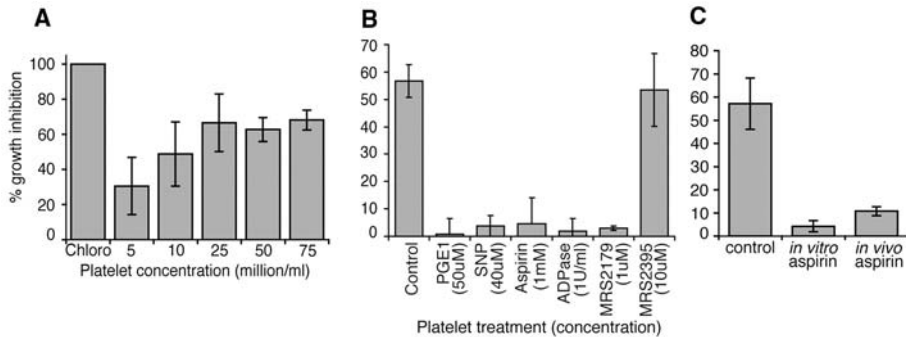 A
% growth inhibition
100
80
60
40
20
0
Chloro 5 10 25 50 75
Platelet concentration (million/ml)
B
70
60
50
40
30
20
10
0
Control
PGE1
(50uM)
SNP
(40uM)
Aspirin
(1mM)
ADPase
(1U/ml)
MRS2179
(1uM)
MRS2395
(10uM)
Platelet treatment (concentration)
C
80
70
60
50
40
30
20
10
0
control in vitro in vivo
aspirin aspirin